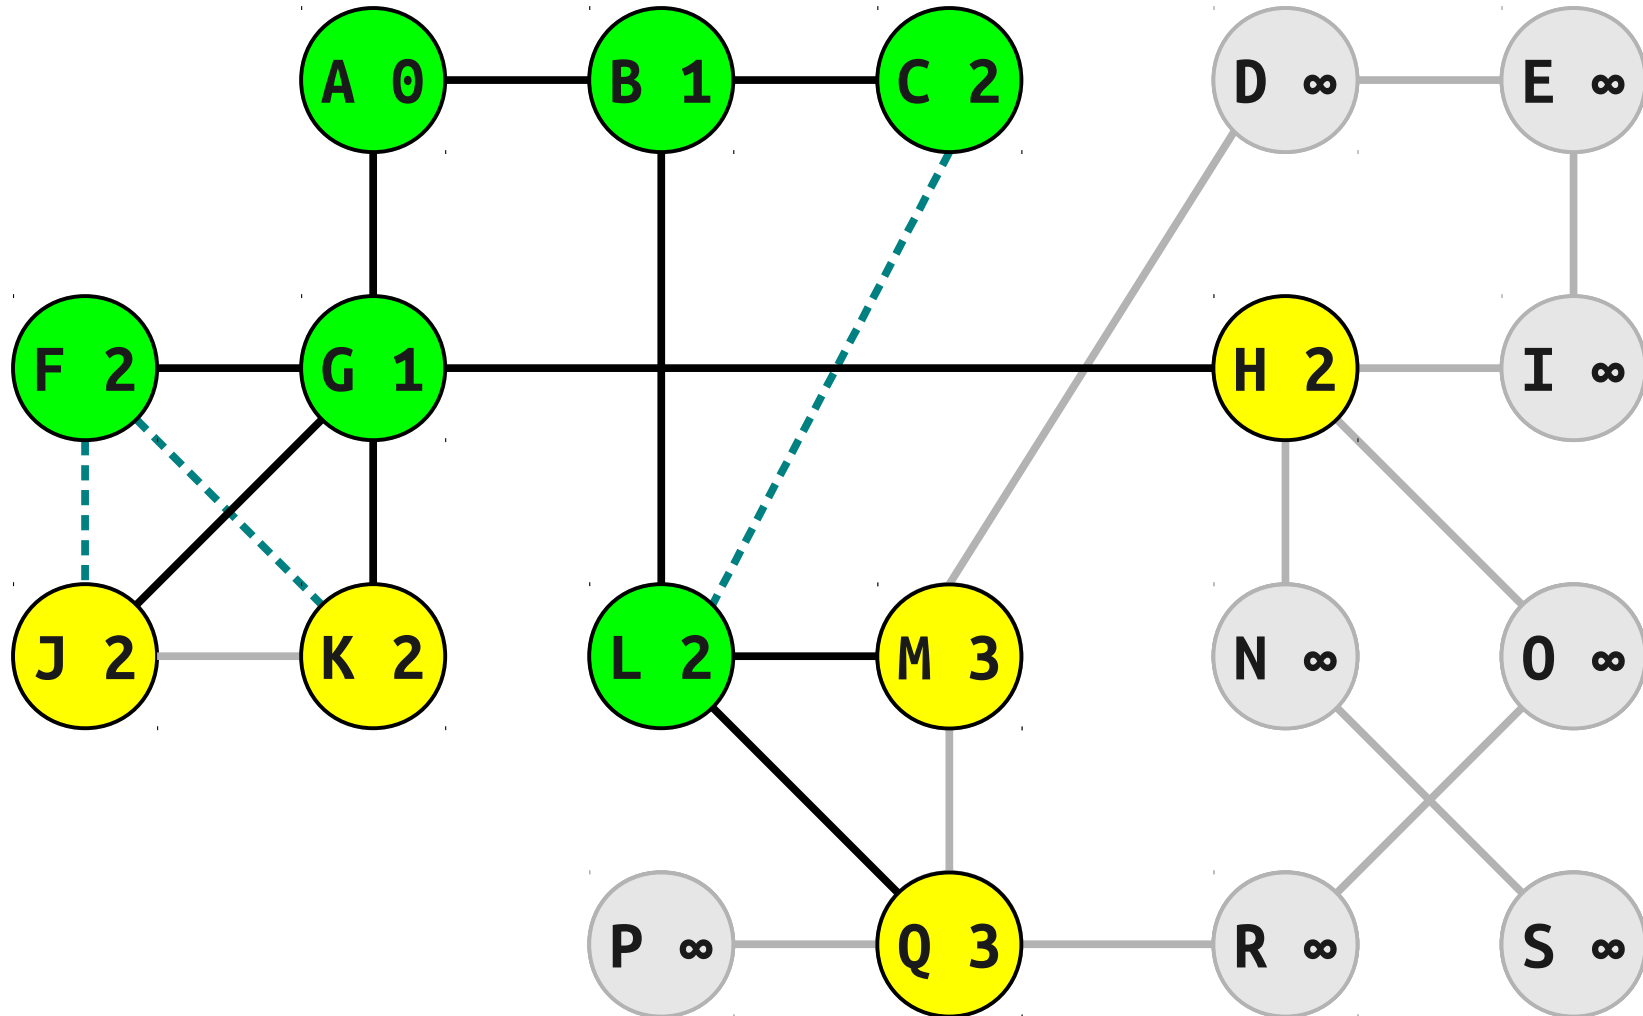 A 0 B 1 C 2 D ∞ E ∞
F 2 G 1 H 2 I ∞
J 2 K 2 L 2 M 3 N ∞ O ∞
P ∞ Q 3 R ∞ S ∞